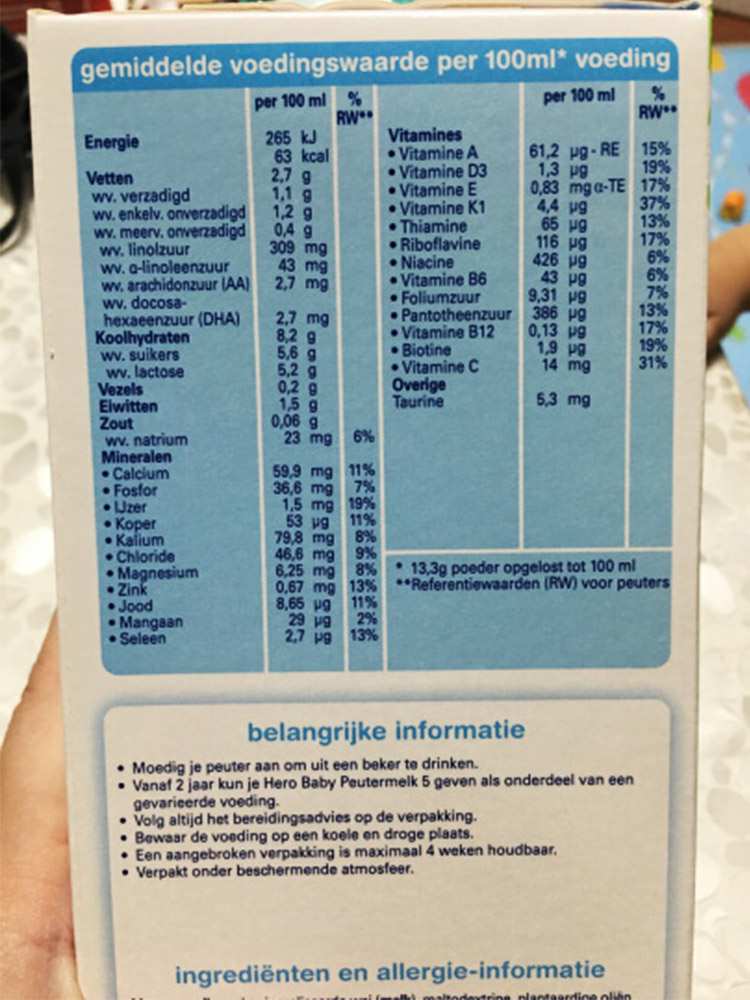 gemiddelde voedingswaarde per 100ml* voeding
per 100 ml % RW**
Energie 265 kJ
63 kcal
Vetten 2,7 g
wv. verzadigd 1,1 g
wv. enkelv. onverzadigd 1,2 g
wv. meerv. onverzadigd 0,4 g
wv. linolzuur 309 mg
wv. α-linoleenzuur 43 mg
wv. arachidonzuur (AA) 2,7 mg
wv. docosa-
hexaeenzuur (DHA) 2,7 mg
Koolhydraten 8,2 g
wv. suikers 5,6 g
wv. lactose 5,2 g
Vezels 0,2 g
Eiwitten 1,5 g
Zout 0,06 g
wv. natrium 23 mg 6%
Mineralen
• Calcium 59,9 mg 11%
• Fosfor 36,6 mg 7%
• IJzer 1,5 mg 19%
• Koper 53 µg 11%
• Kalium 79,8 mg 8%
• Chloride 46,6 mg 9%
• Magnesium 6,25 mg 8%
• Zink 0,67 mg 13%
• Jood 8,65 µg 11%
• Mangaan 29 µg 2%
• Seleen 2,7 µg 13%
per 100 ml % RW**
Vitamines
• Vitamine A 61,2 µg - RE 15%
• Vitamine D3 1,3 µg 19%
• Vitamine E 0,83 mg α-TE 17%
• Vitamine K1 4,4 µg 37%
• Thiamine 65 µg 13%
• Riboflavine 116 µg 17%
• Niacine 426 µg 6%
• Vitamine B6 43 µg 6%
• Foliumzuur 9,31 µg 7%
• Pantotheenzuur 386 µg 13%
• Vitamine B12 0,13 µg 17%
• Biotine 1,9 µg 19%
• Vitamine C 14 mg 31%
Overige
Taurine 5,3 mg
* 13,3g poeder opgelost tot 100 ml
**Referentiewaarden (RW) voor peuters
belangrijke informatie
• Moedig je peuter aan om uit een beker te drinken.
• Vanaf 2 jaar kun je Hero Baby Peutermelk 5 geven als onderdeel van een
gevarieerde voeding.
• Volg altijd het bereidingsadvies op de verpakking.
• Bewaar de voeding op een koele en droge plaats.
• Een aangebroken verpakking is maximaal 4 weken houdbaar.
• Verpakt onder beschermende atmosfeer.
ingrediënten en allergie-informatie
(melk), maltodextrine, plantaardige oliën